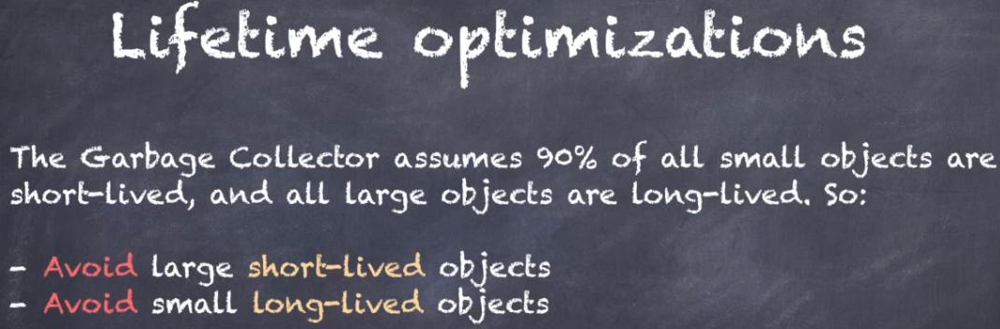 Lifetime optimizations
The Garbage Collector assumes 90% of all small objects are
short-lived, and all large objects are long-lived. So:
- Avoid large short-lived objects
- Avoid small long-lived objects